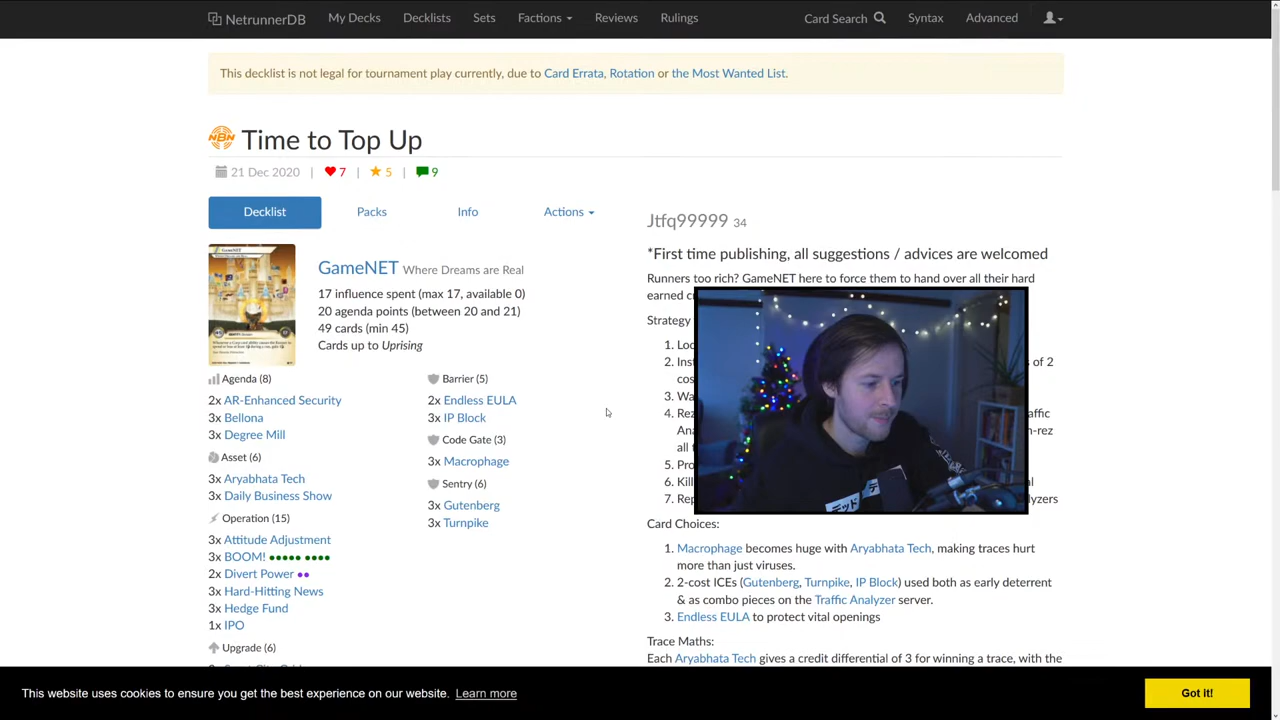 NetrunnerDB My Decks Decklists Sets Factions Reviews Rulings Card Search Syntax Advanced
This decklist is not legal for tournament play currently, due to Card Errata, Rotation or the Most Wanted List.
NBN Time to Top Up
21 Dec 2020 | 7 | 5 | 9
Decklist Packs Info Actions
GameNET Where Dreams are Real
17 influence spent (max 17, available 0)
20 agenda points (between 20 and 21)
49 cards (min 45)
Cards up to Uprising
Agenda (8)
2x AR-Enhanced Security
3x Bellona
3x Degree Mill
Asset (6)
3x Aryabhata Tech
3x Daily Business Show
Operation (15)
3x Attitude Adjustment
3x BOOM!
2x Divert Power
3x Hard-Hitting News
3x Hedge Fund
1x IPO
Upgrade (6)
Barrier (5)
2x Endless EULA
3x IP Block
Code Gate (3)
3x Macrophage
Sentry (6)
3x Gutenberg
3x Turnpike
Jtfq99999 34
*First time publishing, all suggestions / advices are welcomed
Runners too rich? GameNET here to force them to hand over all their hard
earned
Strategy
1.
2. of 2
3.
4.
all
5.
6.
7.
Card Choices:
1. Macrophage becomes huge with Aryabhata Tech, making traces hurt
more than just viruses.
2. 2-cost ICEs (Gutenberg, Turnpike, IP Block) used both as early deterrent
& as combo pieces on the Traffic Analyzer server.
3. Endless EULA to protect vital openings
Trace Maths:
Each Aryabhata Tech gives a credit differential of 3 for winning a trace, with the
This website uses cookies to ensure you get the best experience on our website. Learn more
Got it!